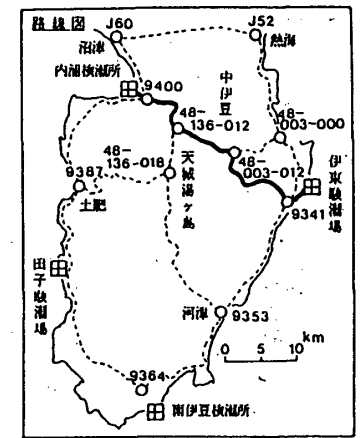 路線図
J60
J52
沼津
熱海
内浦検潮所
9400
中伊豆
48-136-012
48-003-000
48-136-018
天城湯ヶ島
48-003-012
伊東験潮場
9387
土肥
9341
田子験潮場
河津
9353
0 5 10
km
9364
南伊豆検潮所